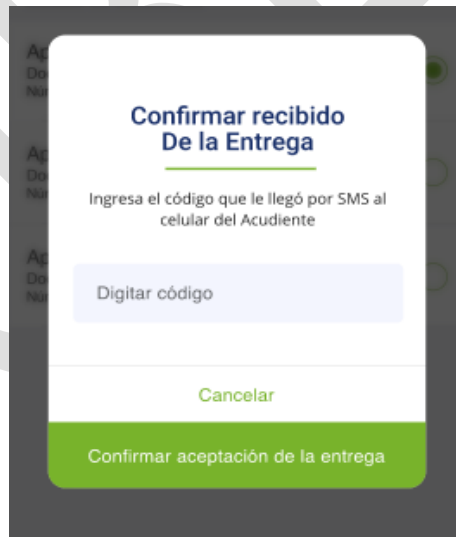 Confirmar recibido
De la Entrega
Ingresa el código que le llegó por SMS al
celular del Acudiente
Digitar código
Cancelar
Confirmar aceptación de la entrega